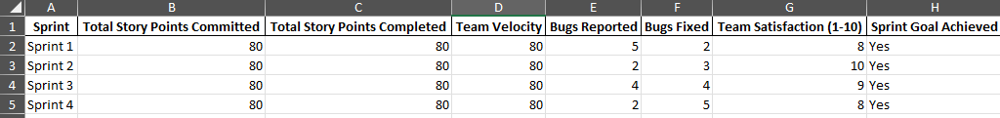 A B C D E F G H
1 Sprint Total Story Points Committed Total Story Points Completed Team Velocity Bugs Reported Bugs Fixed Team Satisfaction (1-10) Sprint Goal Achieved
2 Sprint 1 80 80 80 5 2 8 Yes
3 Sprint 2 80 80 80 2 3 10 Yes
4 Sprint 3 80 80 80 4 4 9 Yes
5 Sprint 4 80 80 80 2 5 8 Yes